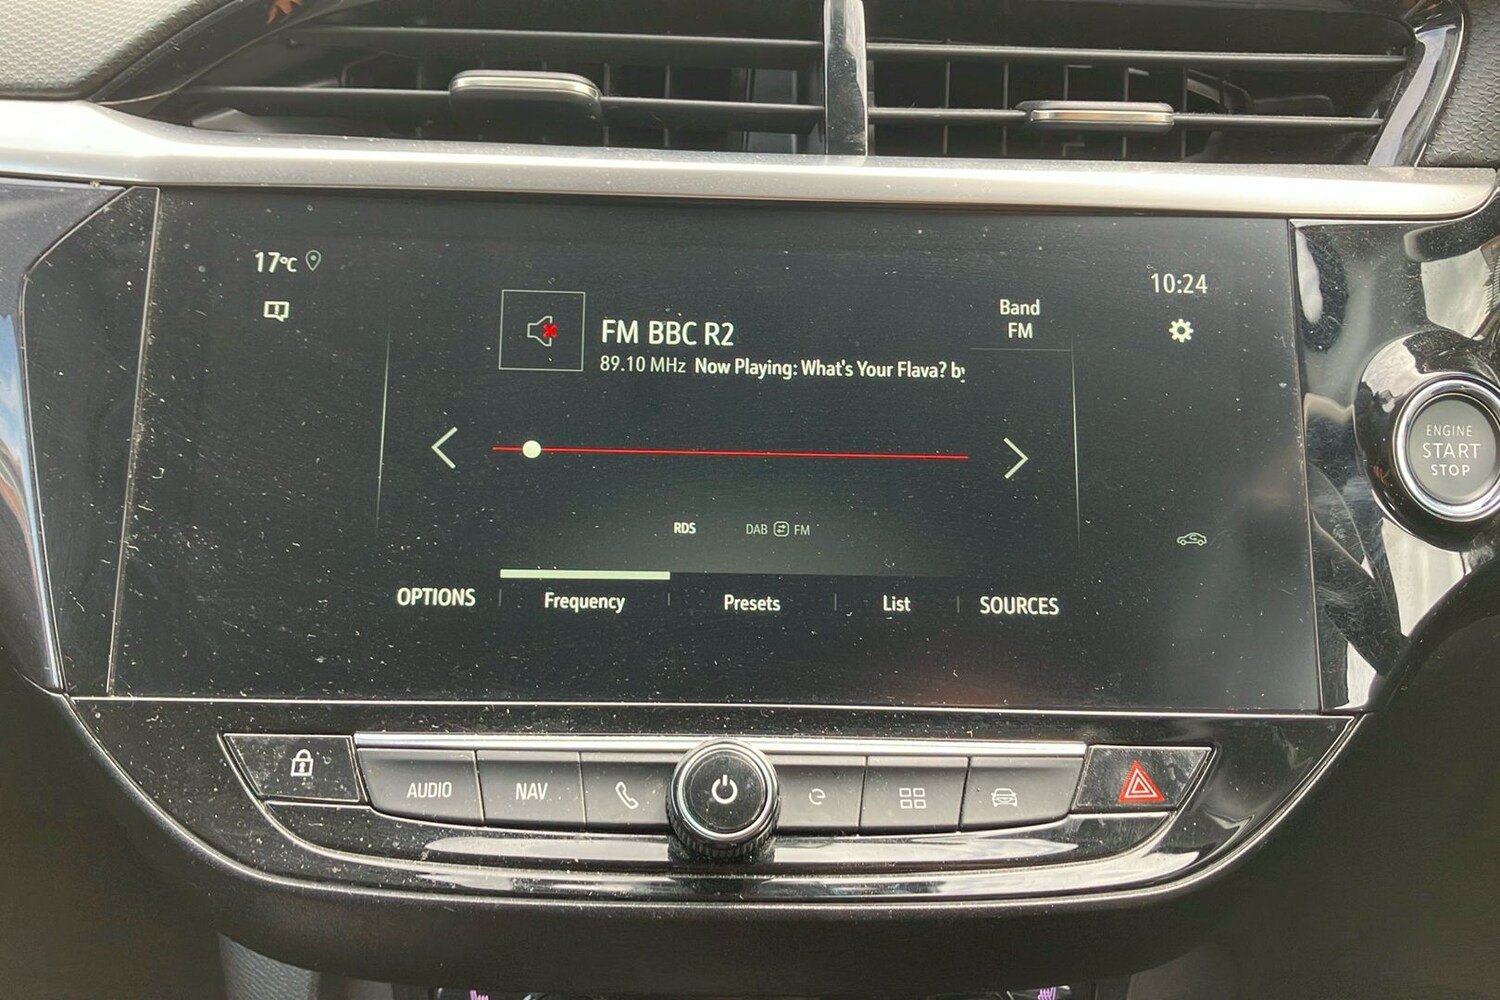 17°C
10:24
Band
FM
FM BBC R2
89.10 MHz Now Playing: What's Your Flava? by
ENGINE
START
STOP
RDS
DAB FM
OPTIONS Frequency Presets List SOURCES
AUDIO NAV